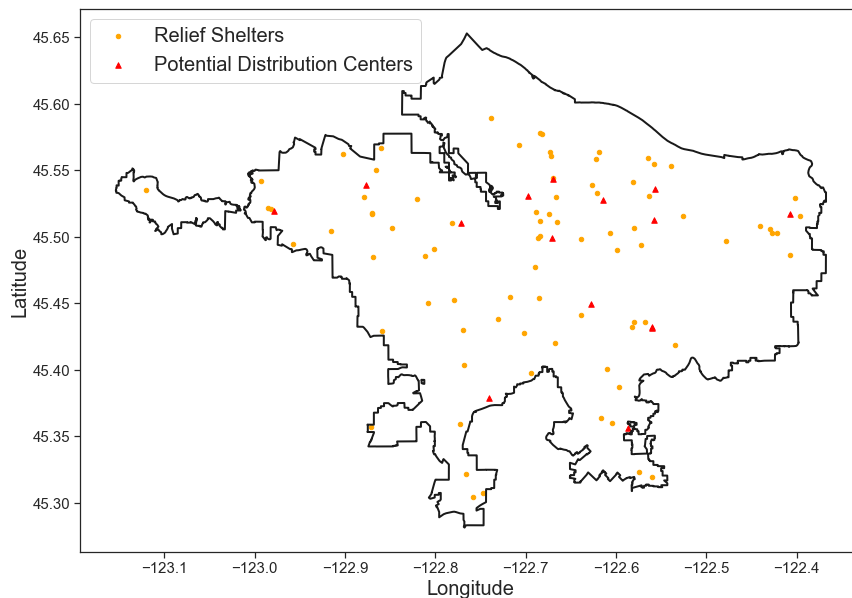 Relief Shelters
Potential Distribution Centers
45.65
45.60
45.55
45.50
45.45
45.40
45.35
45.30
Latitude
−123.1 −123.0 −122.9 −122.8 −122.7 −122.6 −122.5 −122.4
Longitude